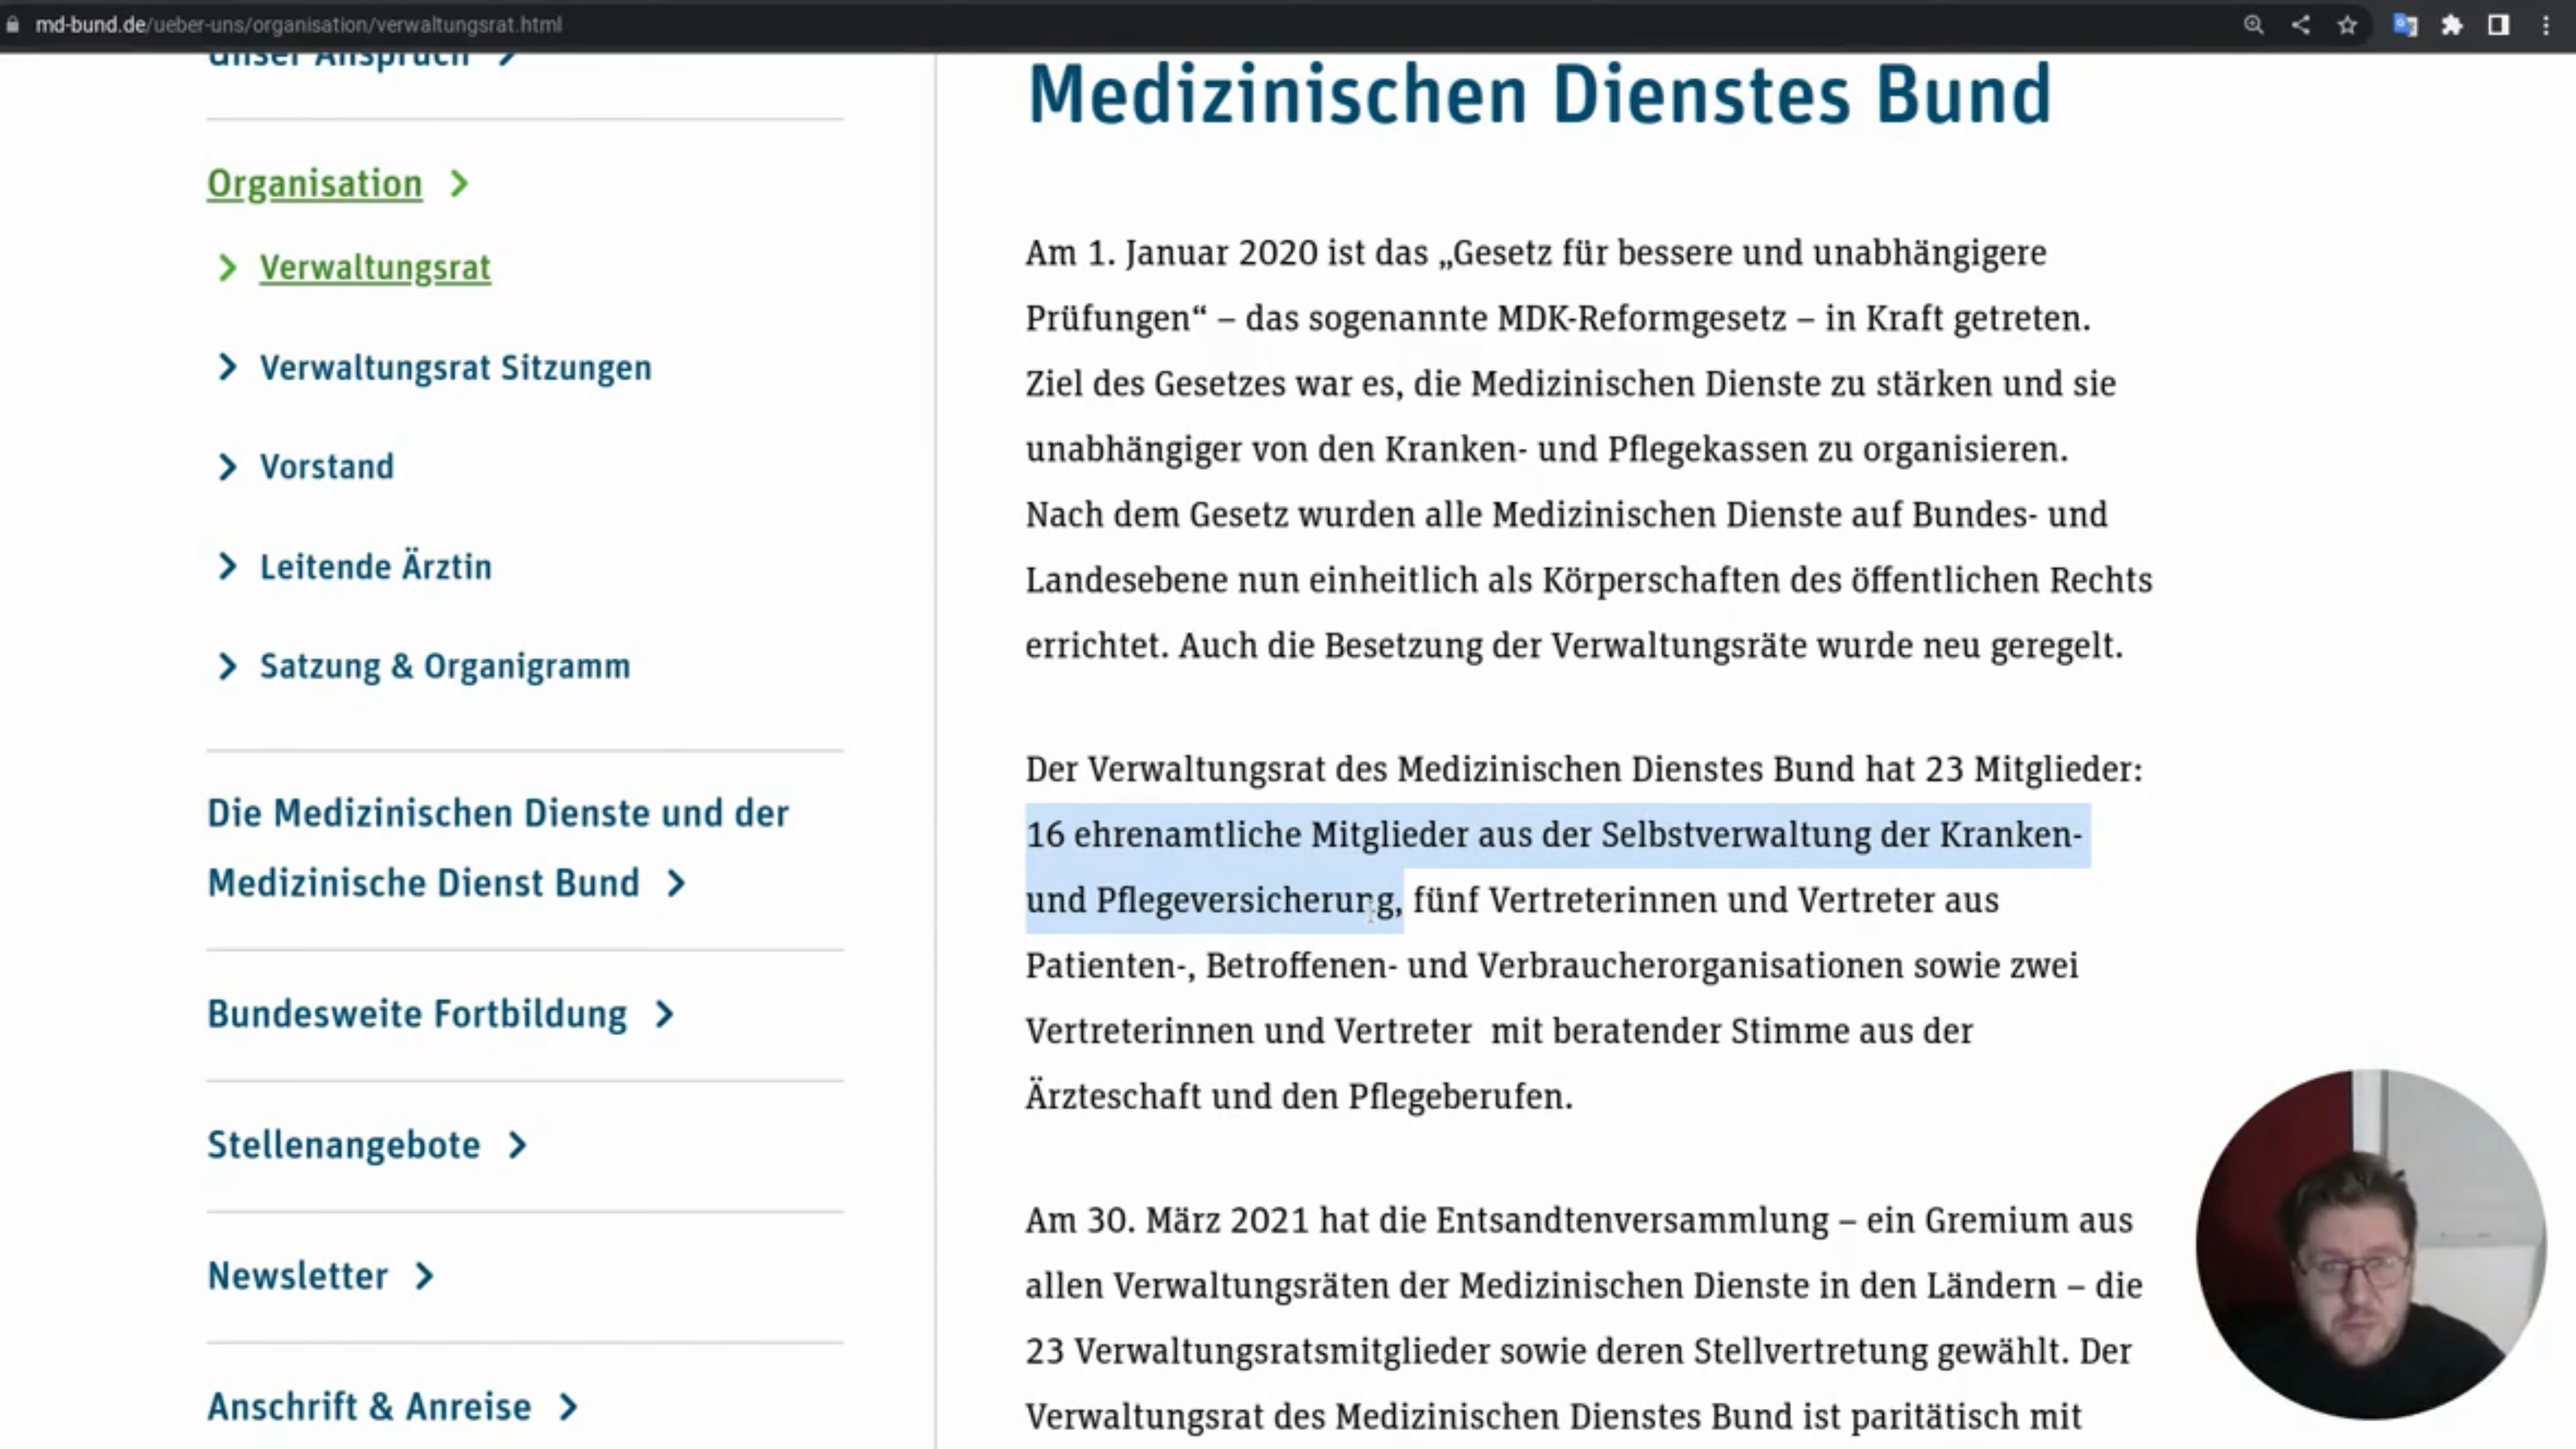 md-bund.de/ueber-uns/organisation/verwaltungsrat.html
Unser Anspruch
Organisation
Verwaltungsrat
Verwaltungsrat Sitzungen
Vorstand
Leitende Ärztin
Satzung & Organigramm
Die Medizinischen Dienste und der
Medizinische Dienst Bund
Bundesweite Fortbildung
Stellenangebote
Newsletter
Anschrift & Anreise
Medizinischen Dienstes Bund
Am 1. Januar 2020 ist das „Gesetz für bessere und unabhängigere
Prüfungen“ – das sogenannte MDK-Reformgesetz – in Kraft getreten.
Ziel des Gesetzes war es, die Medizinischen Dienste zu stärken und sie
unabhängiger von den Kranken- und Pflegekassen zu organisieren.
Nach dem Gesetz wurden alle Medizinischen Dienste auf Bundes- und
Landesebene nun einheitlich als Körperschaften des öffentlichen Rechts
errichtet. Auch die Besetzung der Verwaltungsräte wurde neu geregelt.
Der Verwaltungsrat des Medizinischen Dienstes Bund hat 23 Mitglieder:
16 ehrenamtliche Mitglieder aus der Selbstverwaltung der Kranken-
und Pflegeversicherung, fünf Vertreterinnen und Vertreter aus
Patienten-, Betroffenen- und Verbraucherorganisationen sowie zwei
Vertreterinnen und Vertreter mit beratender Stimme aus der
Ärzteschaft und den Pflegeberufen.
Am 30. März 2021 hat die Entsandtenversammlung – ein Gremium aus
allen Verwaltungsräten der Medizinischen Dienste in den Ländern – die
23 Verwaltungsratsmitglieder sowie deren Stellvertretung gewählt. Der
Verwaltungsrat des Medizinischen Dienstes Bund ist paritätisch mit